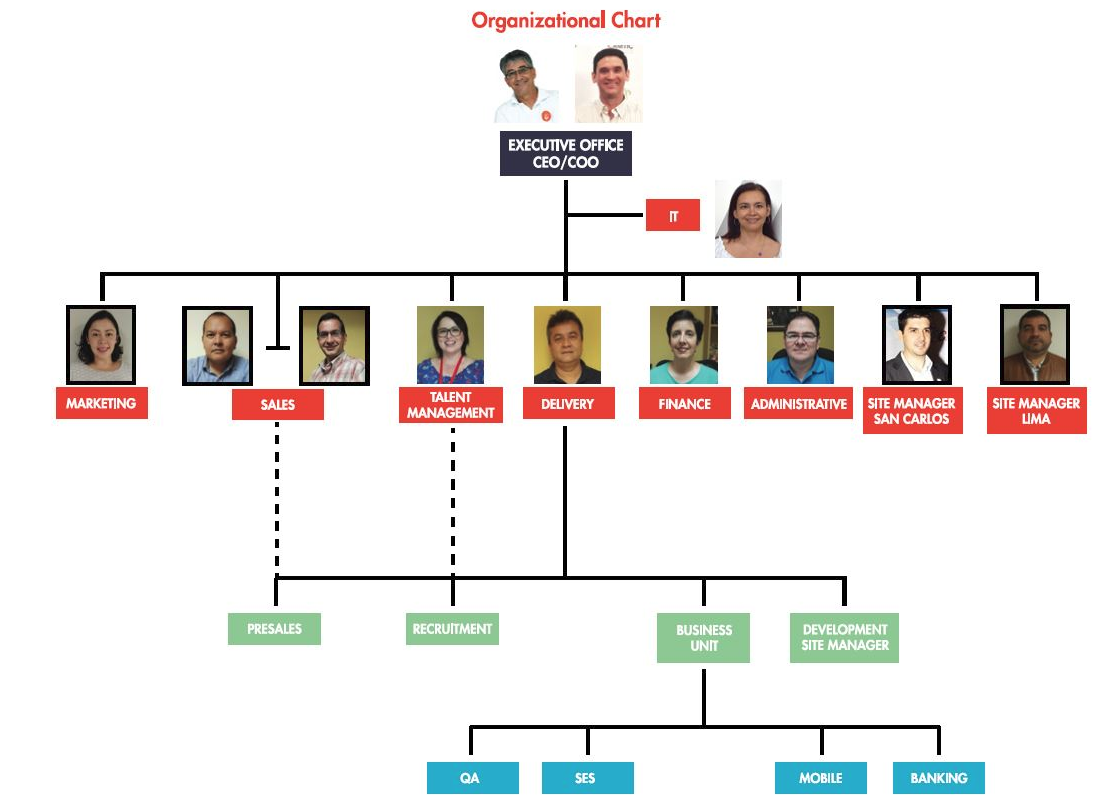 Organizational Chart
EXECUTIVE OFFICE
CEO/COO
IT
MARKETING
SALES
TALENT
MANAGEMENT
DELIVERY
FINANCE
ADMINISTRATIVE
SITE MANAGER
SAN CARLOS
SITE MANAGER
LIMA
PRESALES
RECRUITMENT
BUSINESS
UNIT
DEVELOPMENT
SITE MANAGER
QA
SES
MOBILE
BANKING